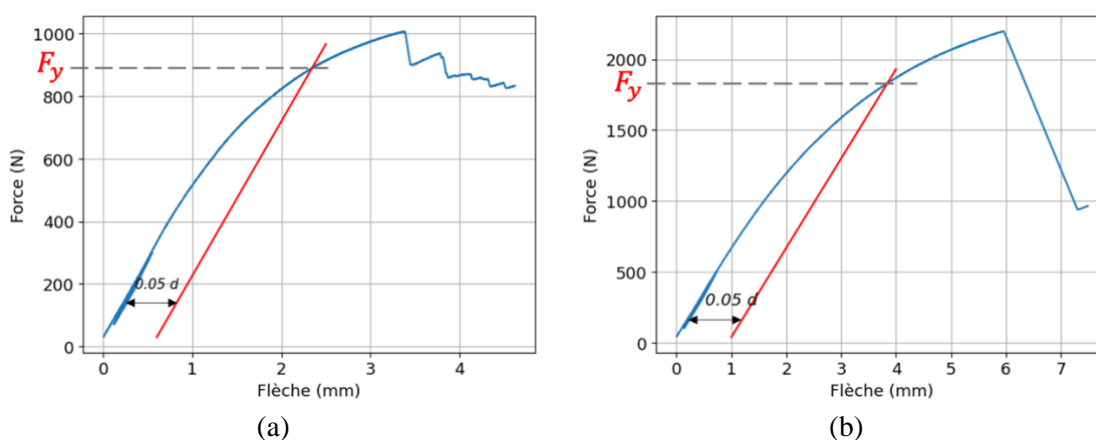 1000
F_y
800
600
400
200
0
Force (N)
0.05 d
0 1 2 3 4
Flèche (mm)
(a)
2000
F_y
1500
1000
500
0
Force (N)
0.05 d
0 1 2 3 4 5 6 7
Flèche (mm)
(b)